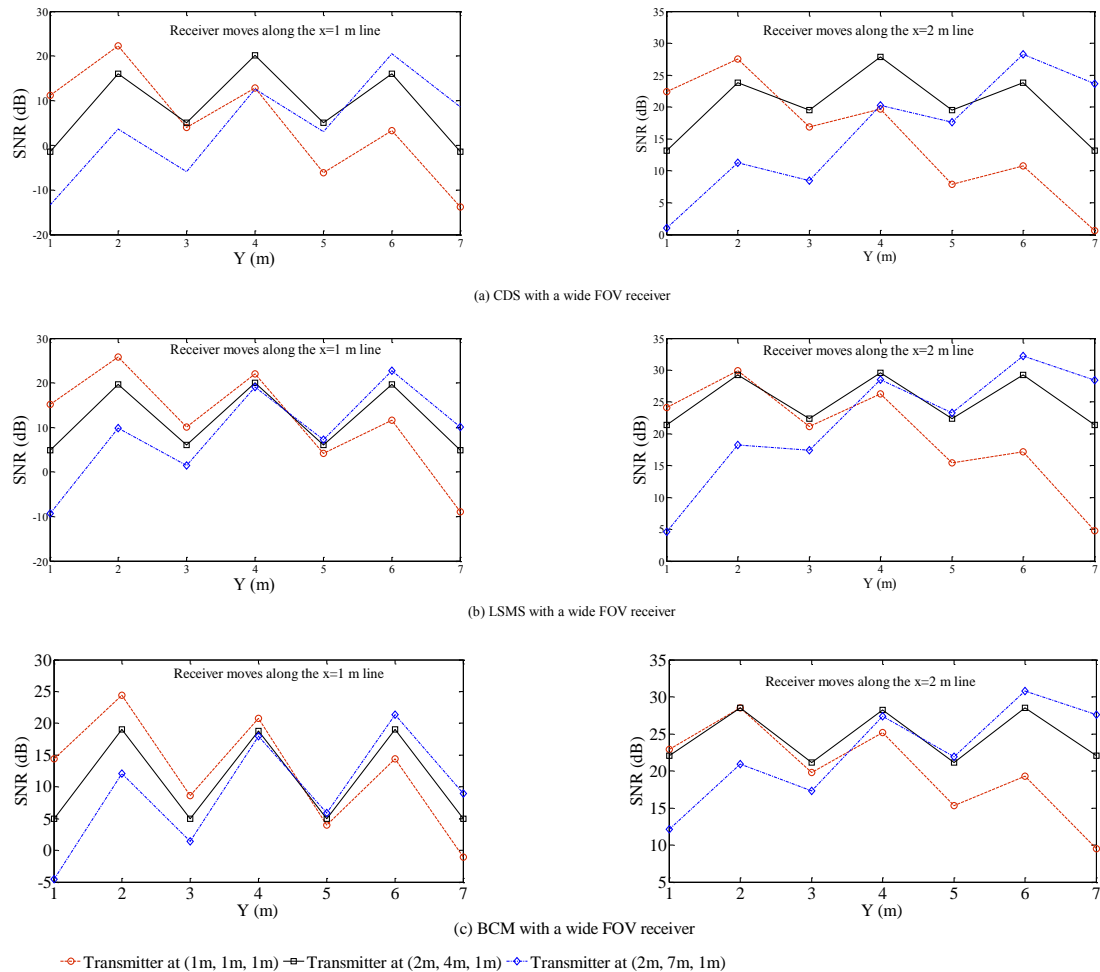 Receiver moves along the x=1 m line
SNR (dB)
30
20
10
0
-10
-20
1 2 3 4 5 6 7
Y (m)
Receiver moves along the x=2 m line
SNR (dB)
35
30
25
20
15
10
5
0
1 2 3 4 5 6 7
Y (m)
(a) CDS with a wide FOV receiver
Receiver moves along the x=1 m line
SNR (dB)
30
20
10
0
-10
-20
1 2 3 4 5 6 7
Y (m)
Receiver moves along the x=2 m line
SNR (dB)
35
30
25
20
15
10
5
0
1 2 3 4 5 6 7
Y (m)
(b) LSMS with a wide FOV receiver
Receiver moves along the x=1 m line
SNR (dB)
30
25
20
15
10
5
0
-5
1 2 3 4 5 6 7
Y (m)
Receiver moves along the x=2 m line
SNR (dB)
35
30
25
20
15
10
5
1 2 3 4 5 6 7
Y (m)
(c) BCM with a wide FOV receiver
Transmitter at (1m, 1m, 1m) Transmitter at (2m, 4m, 1m) Transmitter at (2m, 7m, 1m)